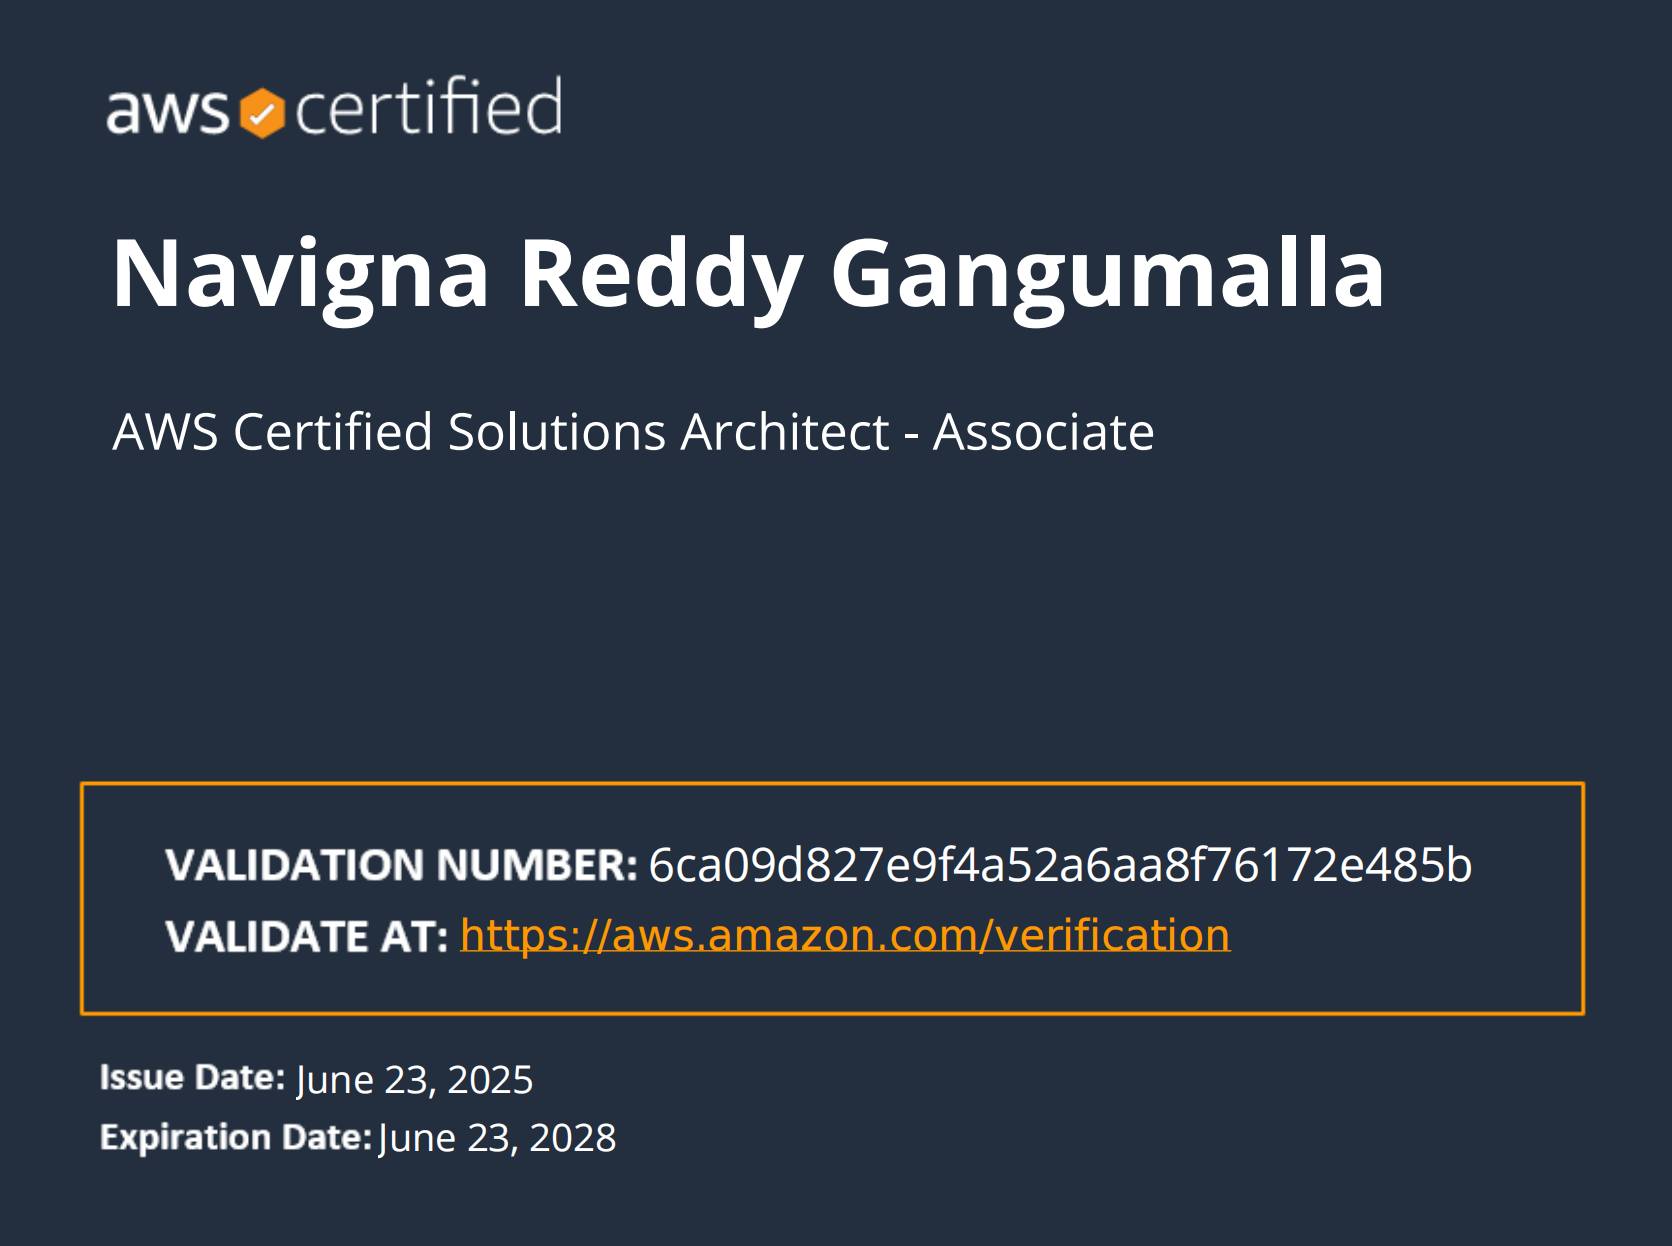 aws certified
Navigna Reddy Gangumalla
AWS Certified Solutions Architect - Associate
VALIDATION NUMBER: 6ca09d827e9f4a52a6aa8f76172e485b
VALIDATE AT: https://aws.amazon.com/verification
Issue Date: June 23, 2025
Expiration Date: June 23, 2028